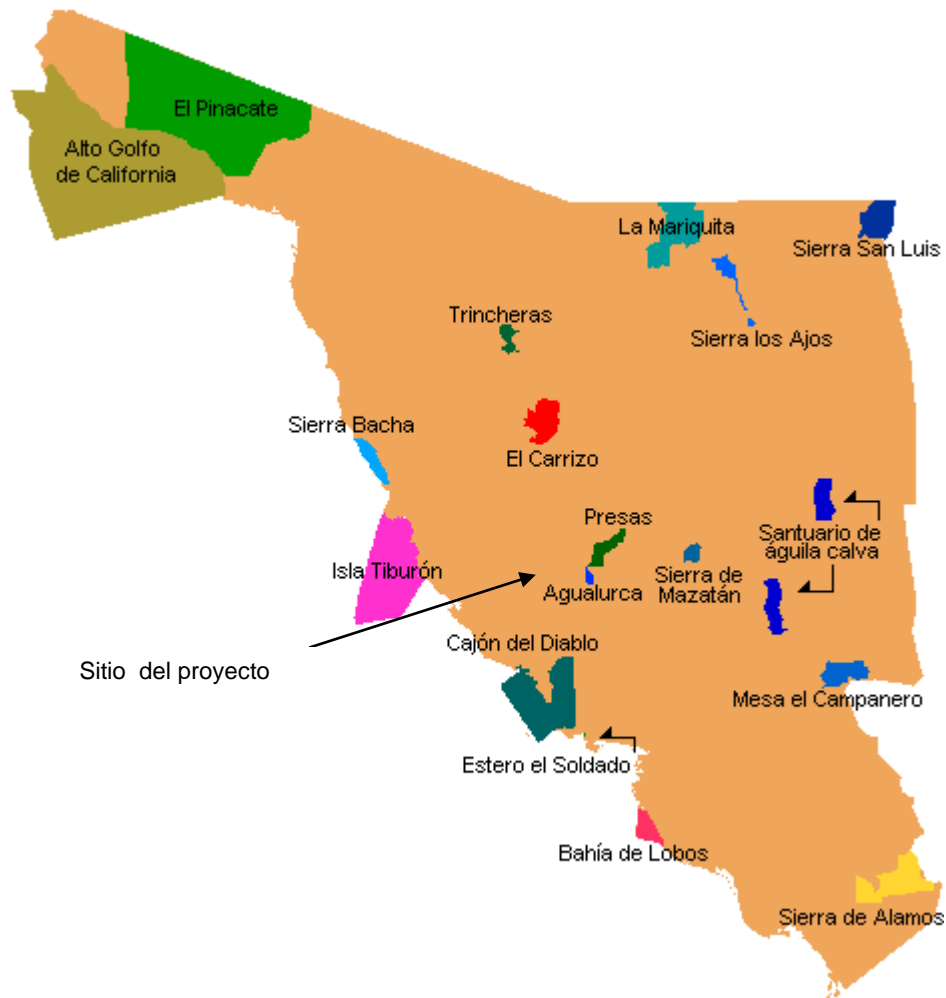 El Pinacate
Alto Golfo
de California
La Mariquita
Sierra San Luis
Trincheras
Sierra los Ajos
Sierra Bacha
El Carrizo
Presas
Santuario de
águila calva
Isla Tiburón
Agualurca
Sierra de
Mazatán
Cajón del Diablo
Sitio del proyecto
Mesa el Campanero
Estero el Soldado
Bahía de Lobos
Sierra de Alamos